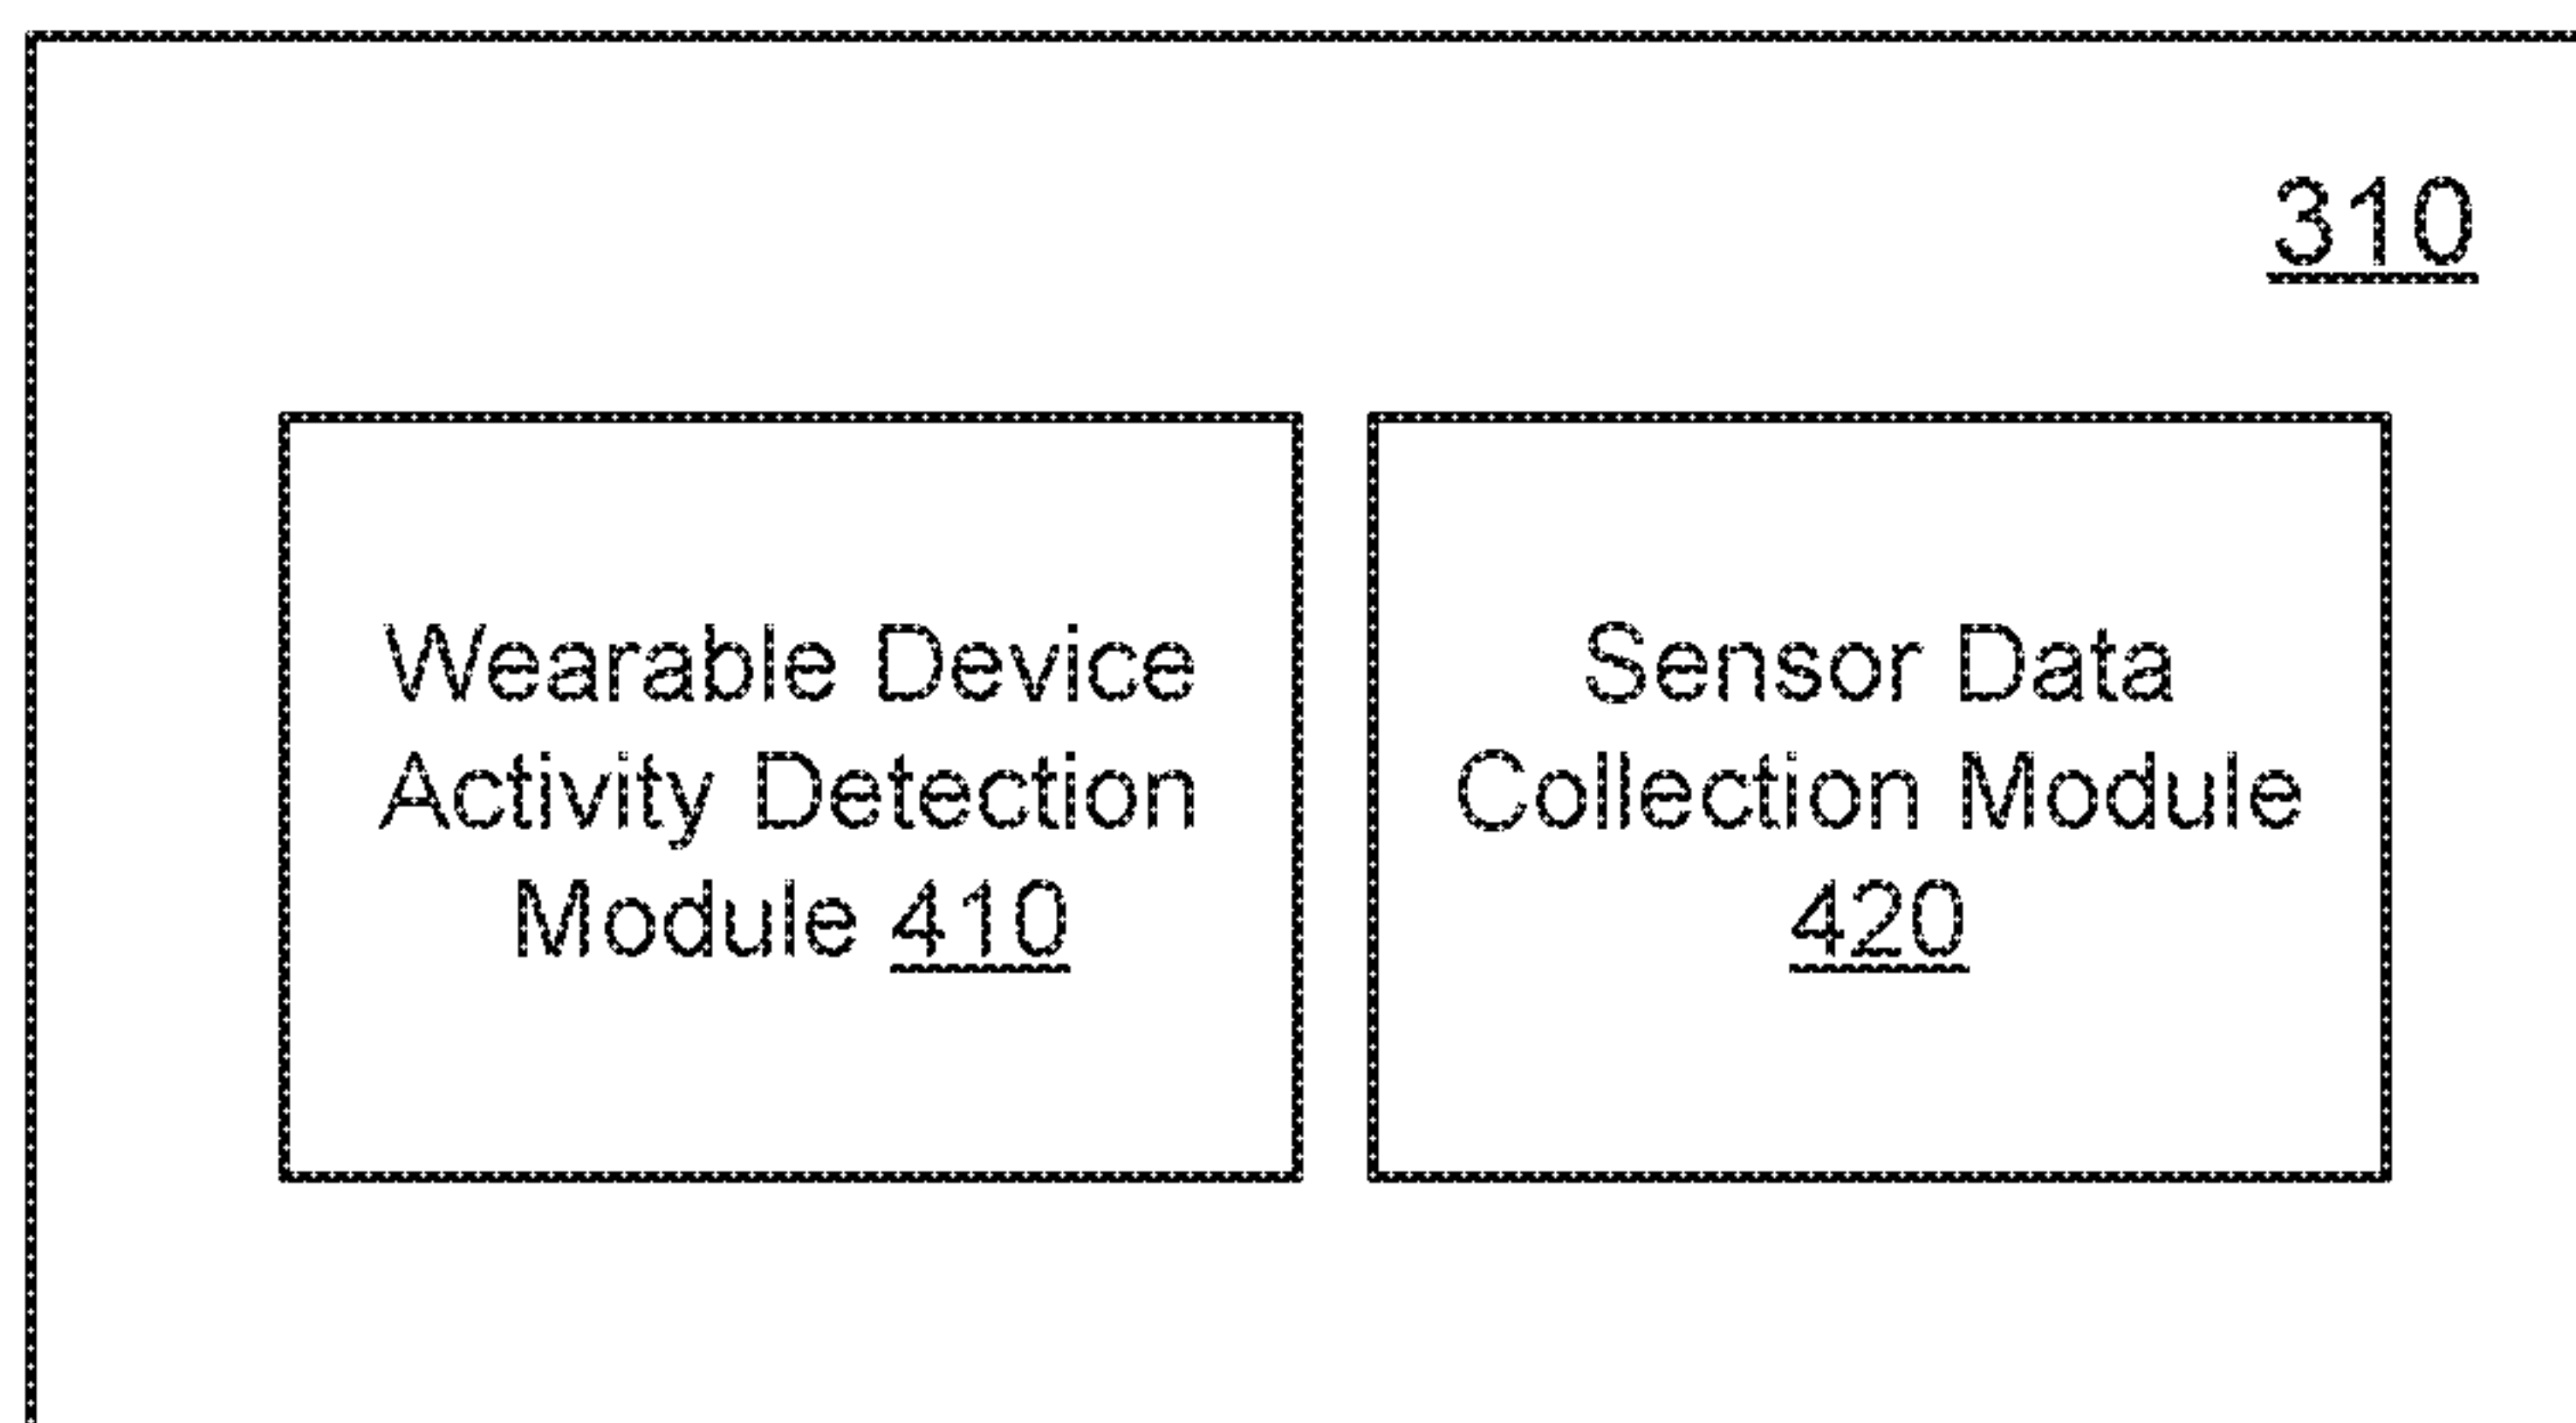 310
Wearable Device
Activity Detection
Module 410
Sensor Data
Collection Module
420